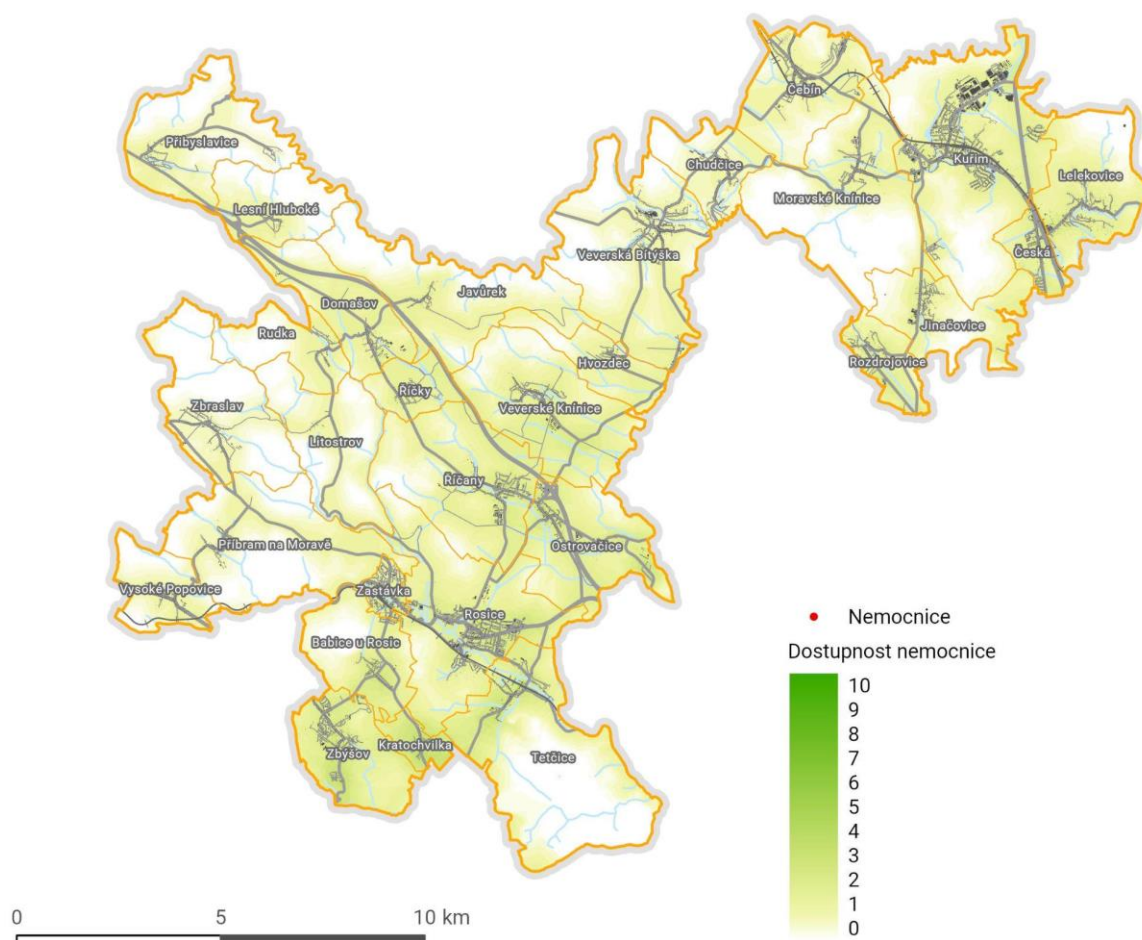 Čebín
Přibyslavice
Kuřim
Chudčice
Lelekovice
Moravské Knínice
Lesní Hluboké
Česká
Veverská Bítýška
Javůrek
Domašov
Jinačovice
Rudka
Hvozdec
Rozdrojovice
Říčky
Zbraslav
Veverské Knínice
Litostrov
Říčany
Příbram na Moravě
Ostrovačice
Vysoké Popovice
Zastávka
Rosice
Babice u Rosic
Zbýšov
Kratochvilka
Tetčice
Nemocnice
Dostupnost nemocnice
10
9
8
7
6
5
4
3
2
1
0
0 5 10 km